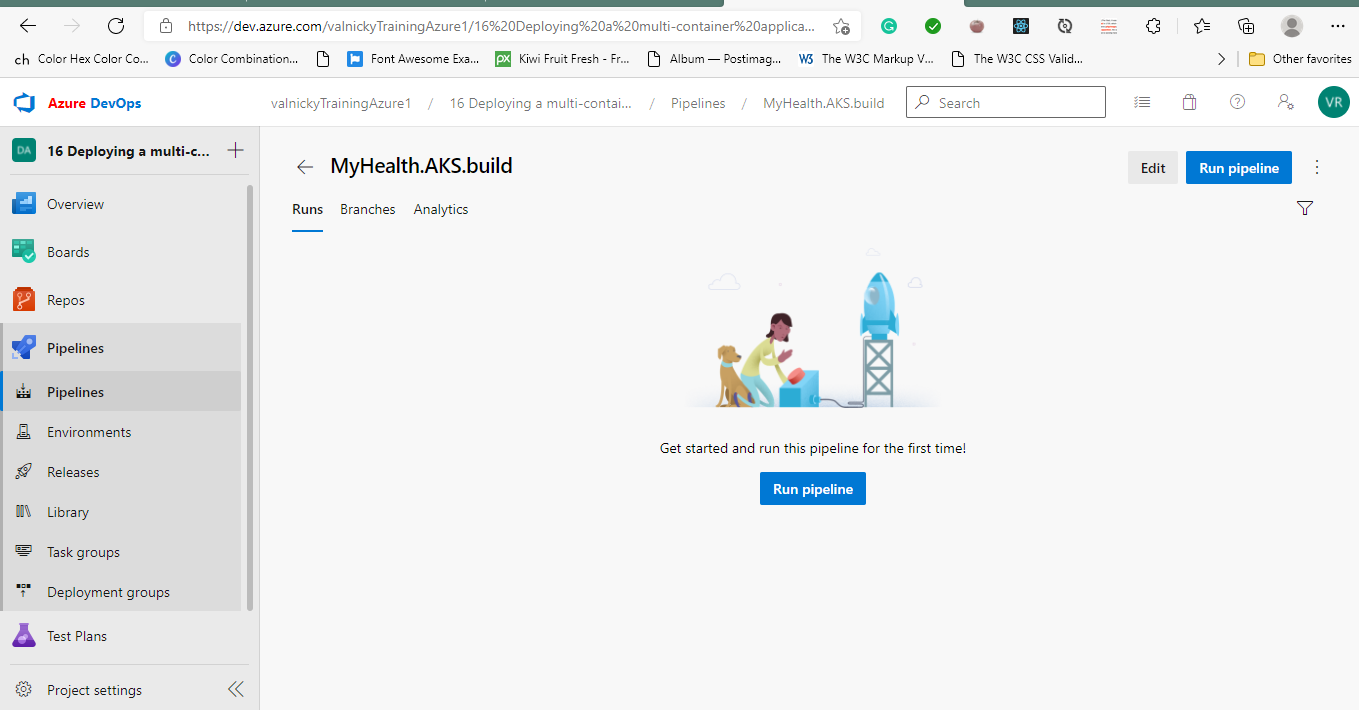 https://dev.azure.com/valnickyTrainingAzure1/16%20Deploying%20a%20multi-container%20applica...
ch Color Hex Color Co... C Color Combination... Font Awesome Exa... px Kiwi Fruit Fresh - Fr... Album — Postimag... W3 The W3C Markup V... The W3C CSS Valid... Other favorites
Azure DevOps valnickyTrainingAzure1 / 16 Deploying a multi-contai... / Pipelines / MyHealth.AKS.build Search VR
DA 16 Deploying a multi-c...
Overview
Boards
Repos
Pipelines
Pipelines
Environments
Releases
Library
Task groups
Deployment groups
Test Plans
Project settings
MyHealth.AKS.build
Edit Run pipeline
Runs Branches Analytics
Get started and run this pipeline for the first time!
Run pipeline